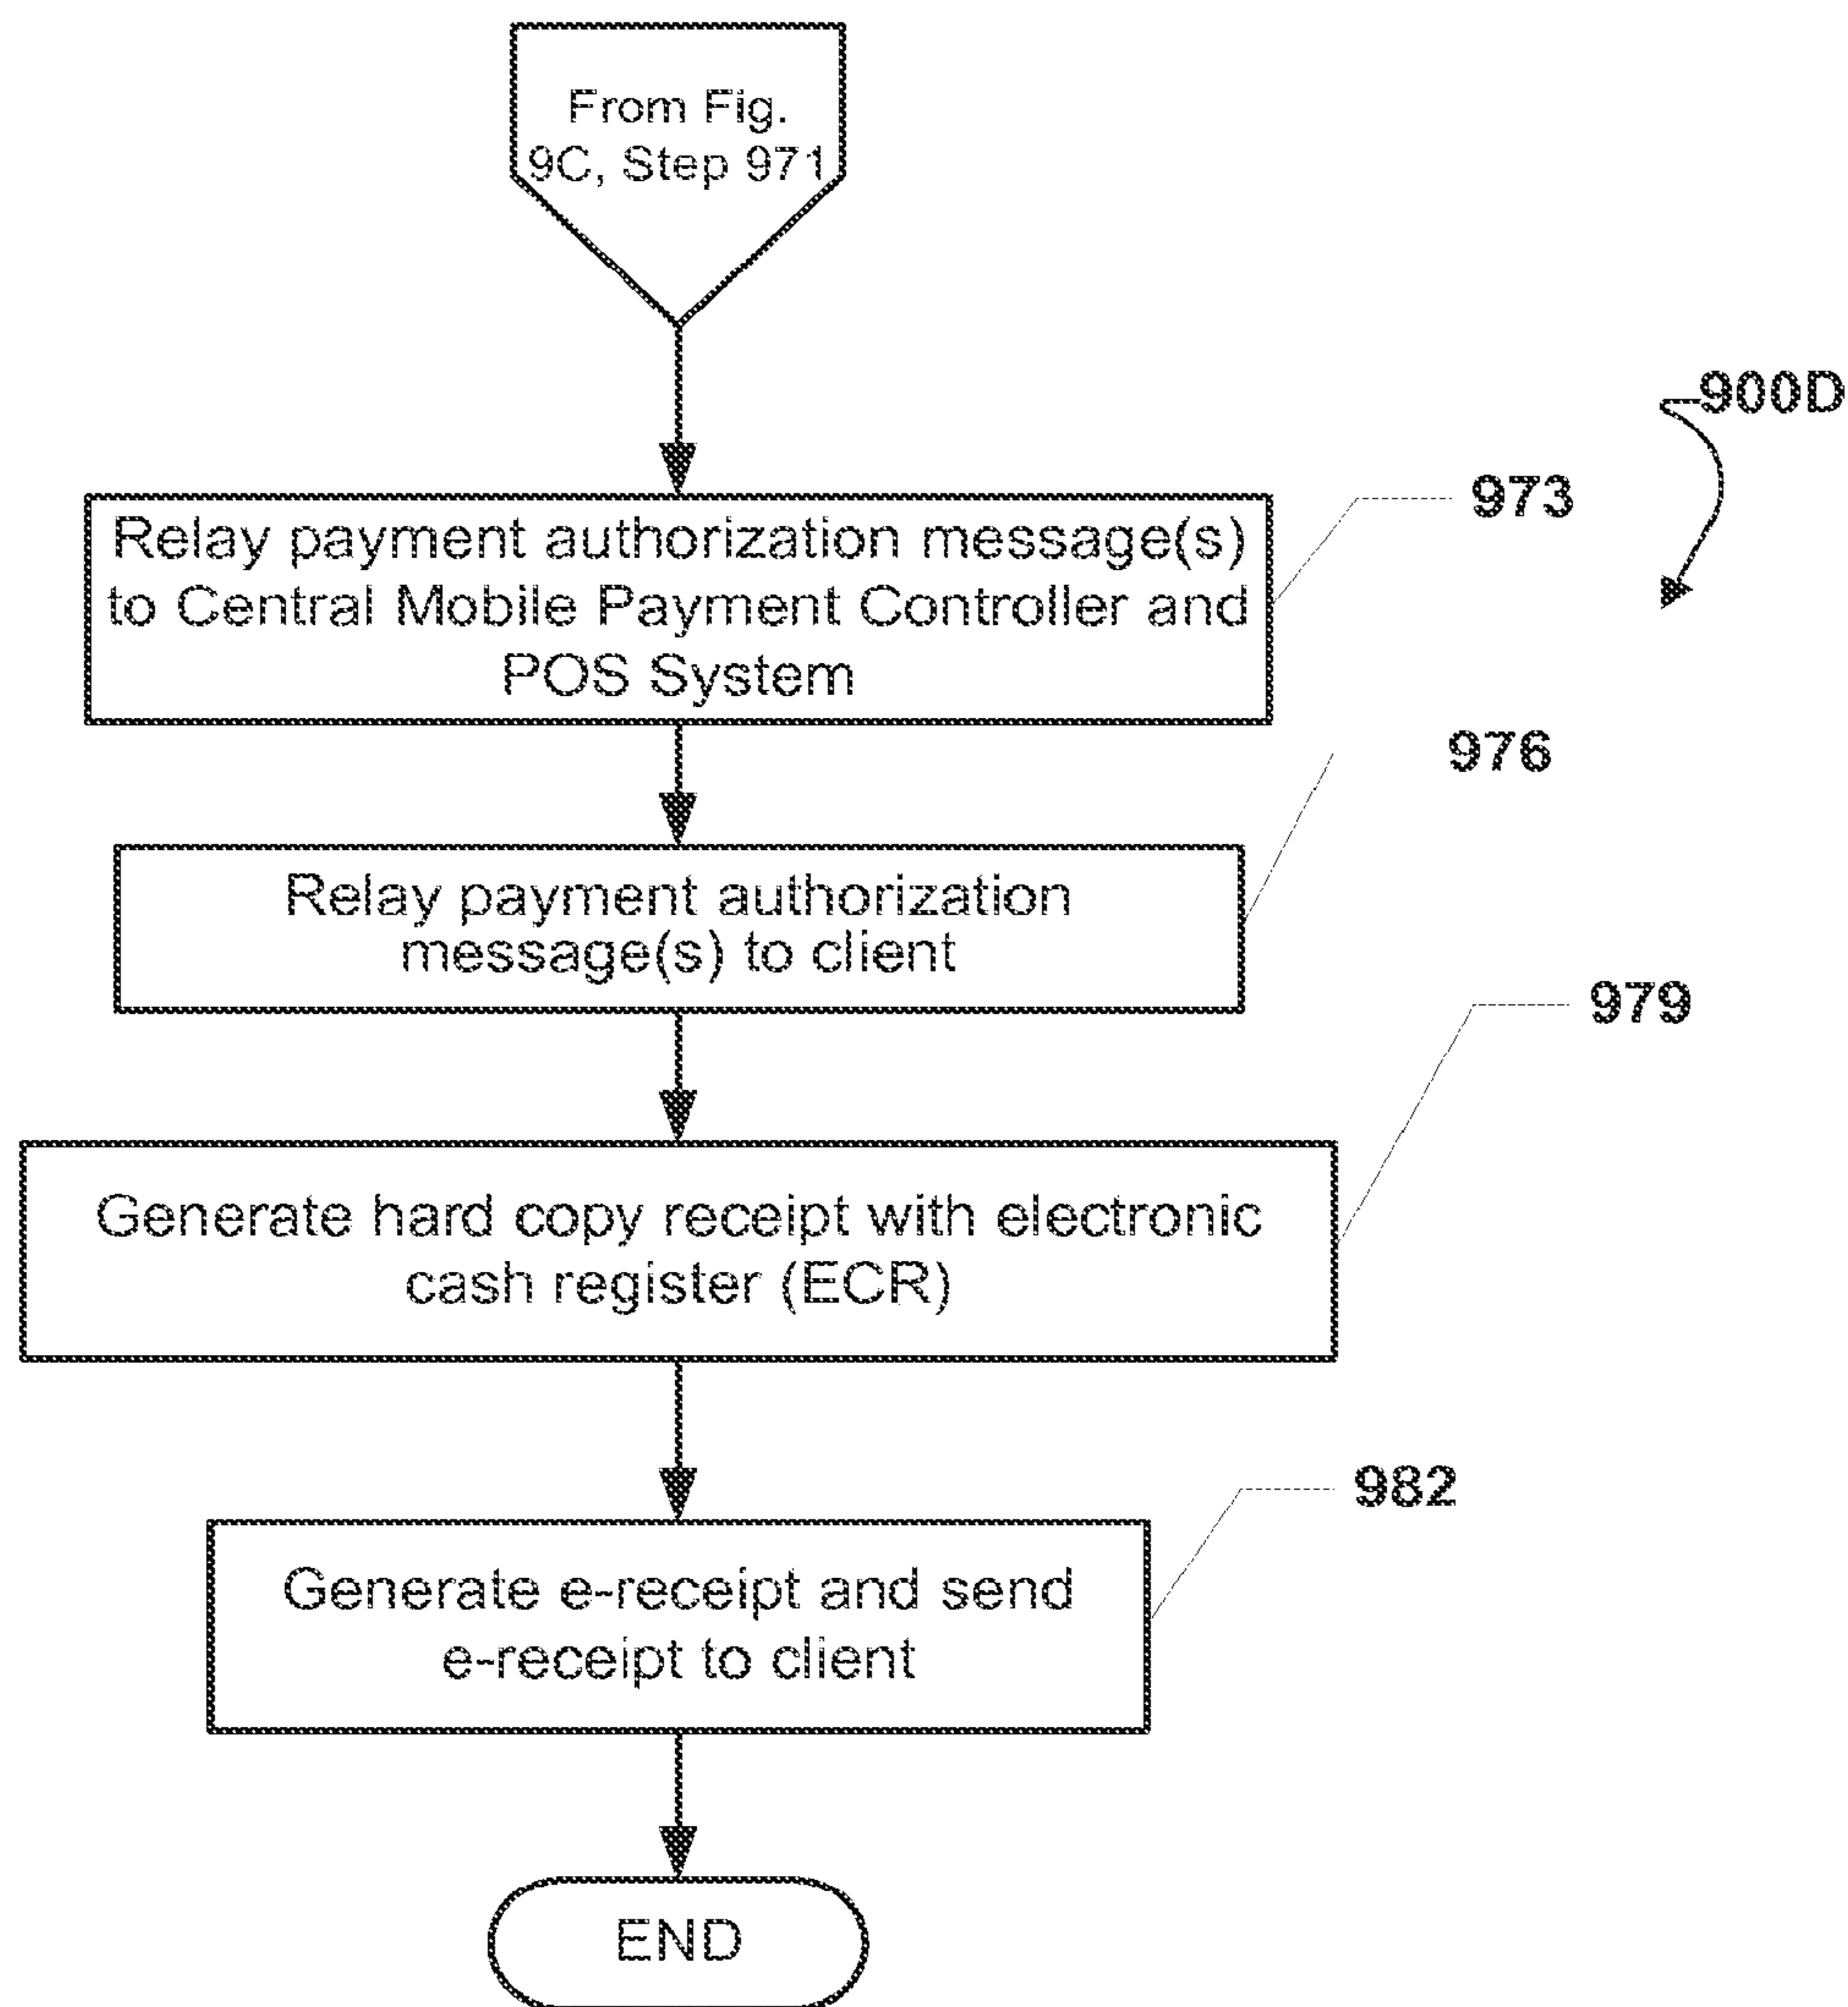 From Fig.
9C, Step 971
900D
973
Relay payment authorization message(s)
to Central Mobile Payment Controller and
POS System
976
Relay payment authorization
message(s) to client
979
Generate hard copy receipt with electronic
cash register (ECR)
982
Generate e-receipt and send
e-receipt to client
END